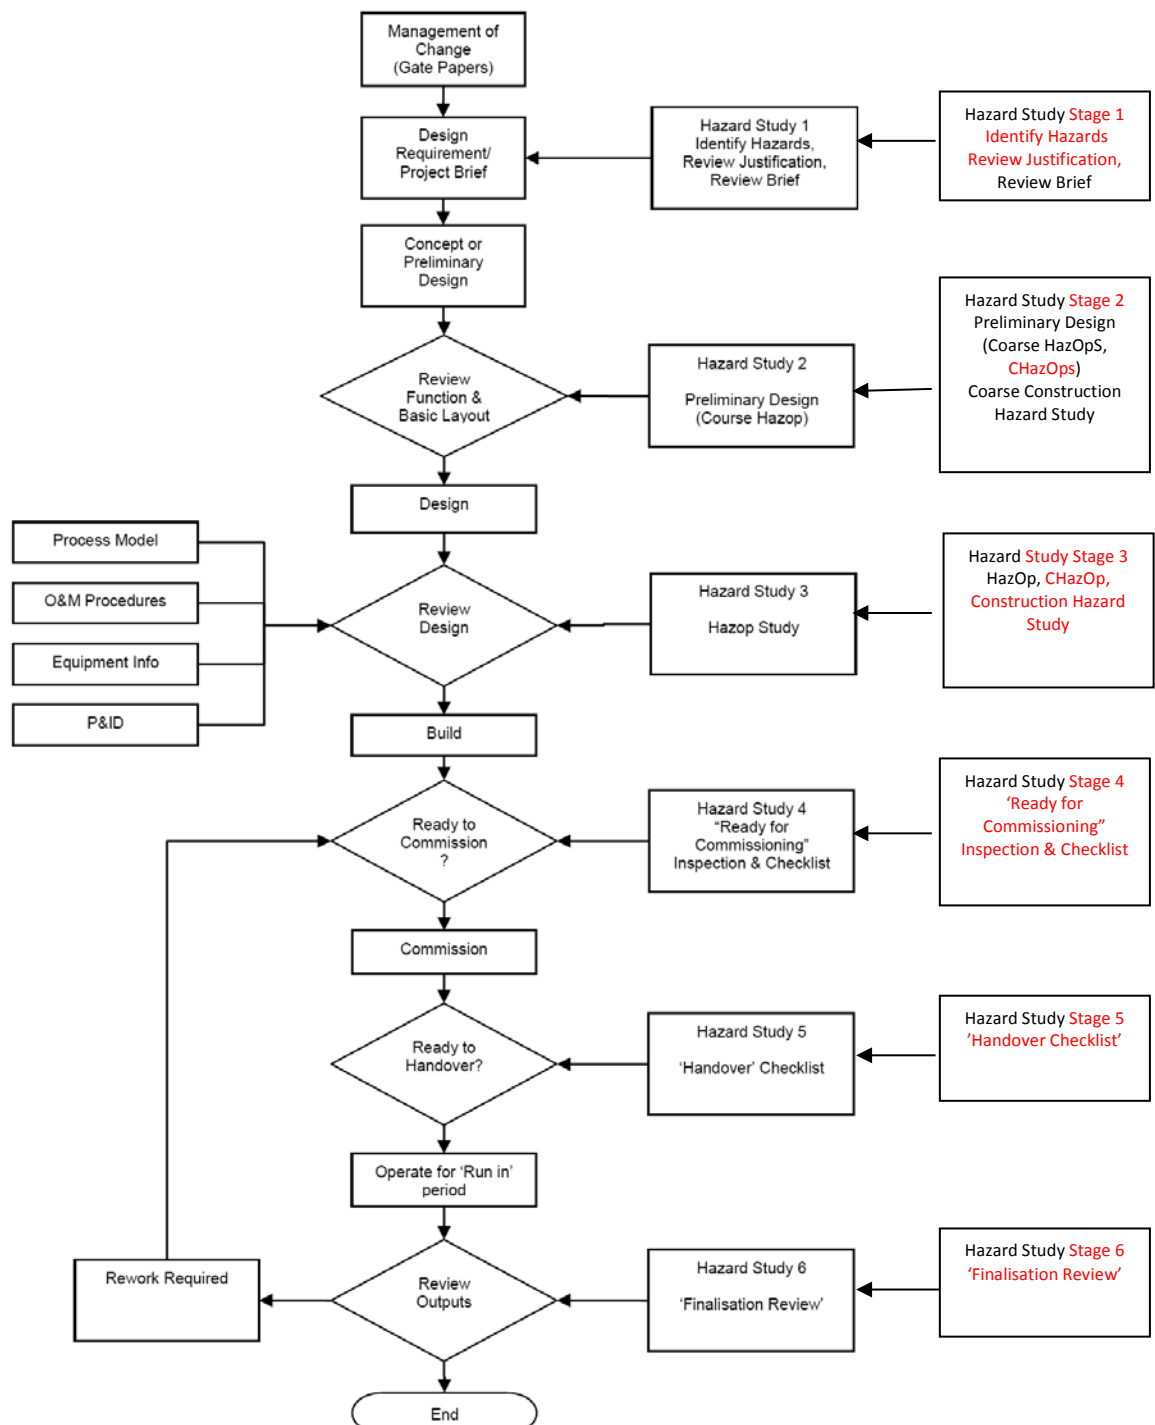 Management of
Change
(Gate Papers)
Design
Requirement/
Project Brief
Hazard Study 1
Identify Hazards,
Review Justification,
Review Brief
Hazard Study Stage 1
Identify Hazards
Review Justification,
Review Brief
Concept or
Preliminary
Design
Review
Function &
Basic Layout
Hazard Study 2
Preliminary Design
(Course Hazop)
Hazard Study Stage 2
Preliminary Design
(Coarse HazOpS,
CHazOps)
Coarse Construction
Hazard Study
Design
Process Model
O&M Procedures
Equipment Info
P&ID
Review
Design
Hazard Study 3
Hazop Study
Hazard Study Stage 3
HazOp, CHazOp,
Construction Hazard
Study
Build
Ready to
Commission
?
Hazard Study 4
“Ready for
Commissioning”
Inspection & Checklist
Hazard Study Stage 4
‘Ready for
Commissioning”
Inspection & Checklist
Commission
Ready to
Handover?
Hazard Study 5
‘Handover’ Checklist
Hazard Study Stage 5
’Handover Checklist’
Operate for ‘Run in’
period
Rework Required
Review
Outputs
Hazard Study 6
‘Finalisation Review’
Hazard Study Stage 6
‘Finalisation Review’
End